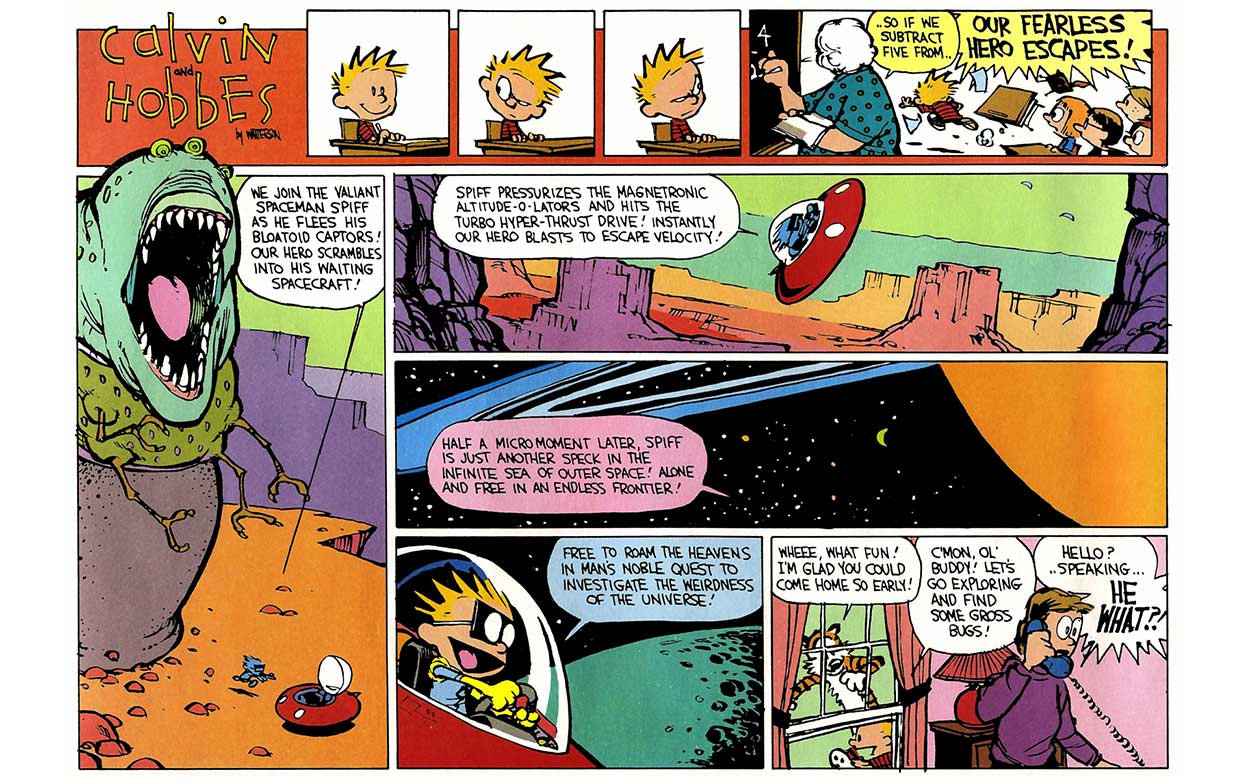 Calvin
and
HobbEs
by WATTERSON
4
..SO IF WE
SUBTRACT
FIVE FROM..
OUR FEARLESS
HERO ESCAPES!
WE JOIN THE VALIANT
SPACEMAN SPIFF
AS HE FLEES HIS
BLOATOID CAPTORS!
OUR HERO SCRAMBLES
INTO HIS WAITING
SPACECRAFT!
SPIFF PRESSURIZES THE MAGNETRONIC
ALTITUDE-O-LATORS AND HITS THE
TURBO HYPER-THRUST DRIVE! INSTANTLY
OUR HERO BLASTS TO ESCAPE VELOCITY!
HALF A MICROMOMENT LATER, SPIFF
IS JUST ANOTHER SPECK IN THE
INFINITE SEA OF OUTER SPACE! ALONE
AND FREE IN AN ENDLESS FRONTIER!
FREE TO ROAM THE HEAVENS
IN MAN'S NOBLE QUEST TO
INVESTIGATE THE WEIRDNESS
OF THE UNIVERSE!
WHEEE, WHAT FUN!
I'M GLAD YOU COULD
COME HOME SO EARLY!
C'MON, OL'
BUDDY! LET'S
GO EXPLORING
AND FIND
SOME GROSS
BUGS!
HELLO?
..SPEAKING...
HE
WHAT?!